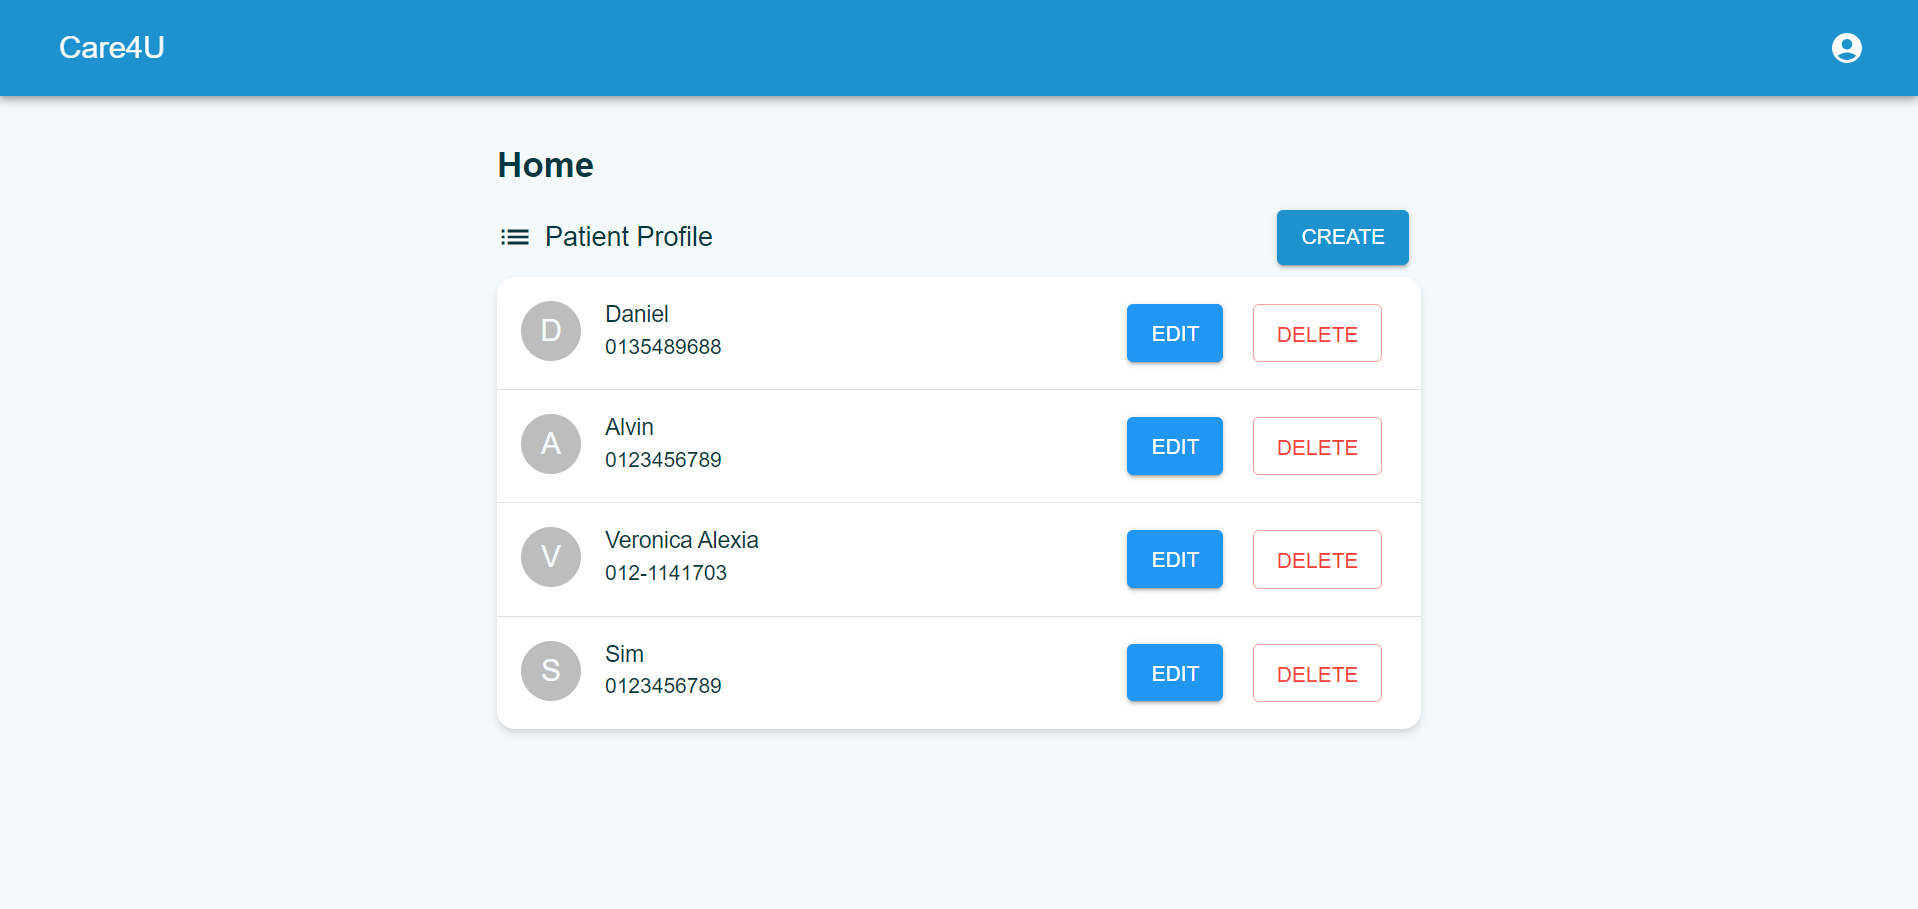 Care4U
Home
Patient Profile
CREATE
D
Daniel
0135489688
EDIT
DELETE
A
Alvin
0123456789
EDIT
DELETE
V
Veronica Alexia
012-1141703
EDIT
DELETE
S
Sim
0123456789
EDIT
DELETE